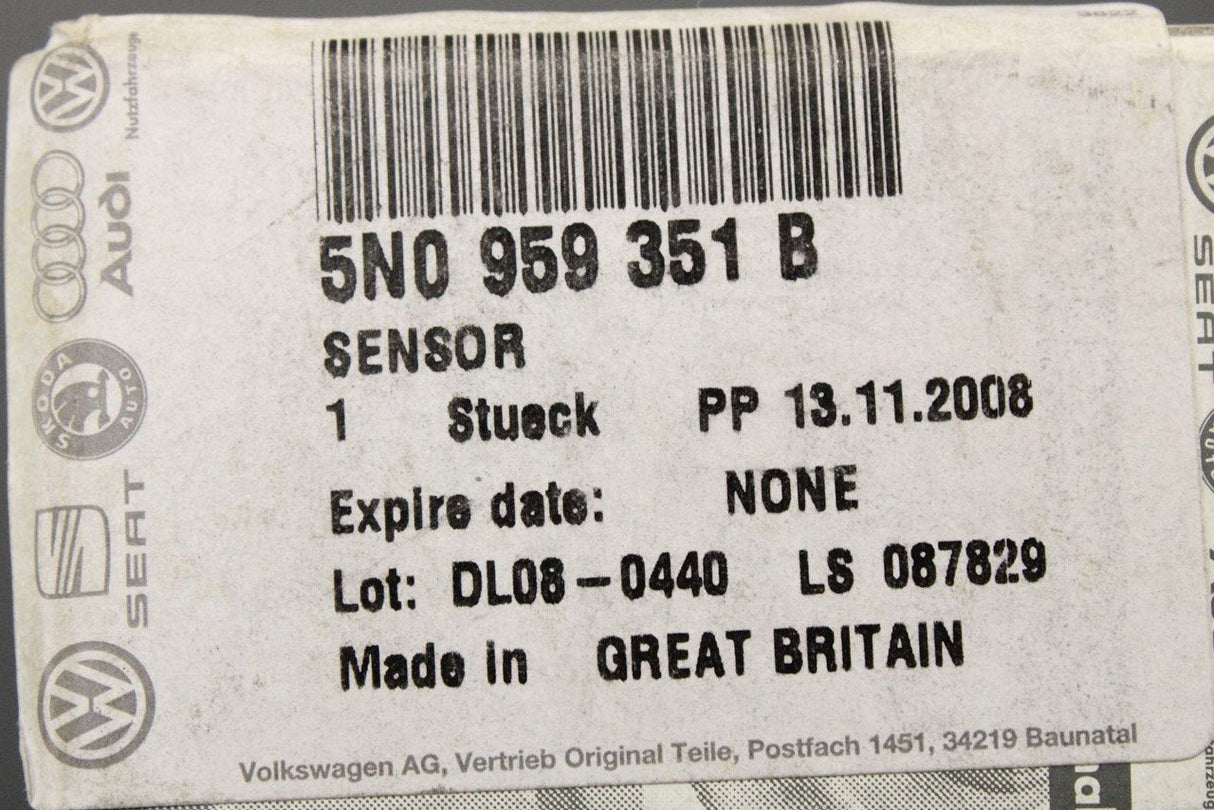 5N0 959 351 B
SENSOR
1 Stueck PP 13.11.2008
Expire date: NONE
Lot: DL08-0440 LS 087829
Made in GREAT BRITAIN
Volkswagen AG, Vertrieb Original Teile, Postfach 1451, 34219 Baunatal
Nutzfahrzeuge
Audi
SKODA AUTO
SEAT
SEAT